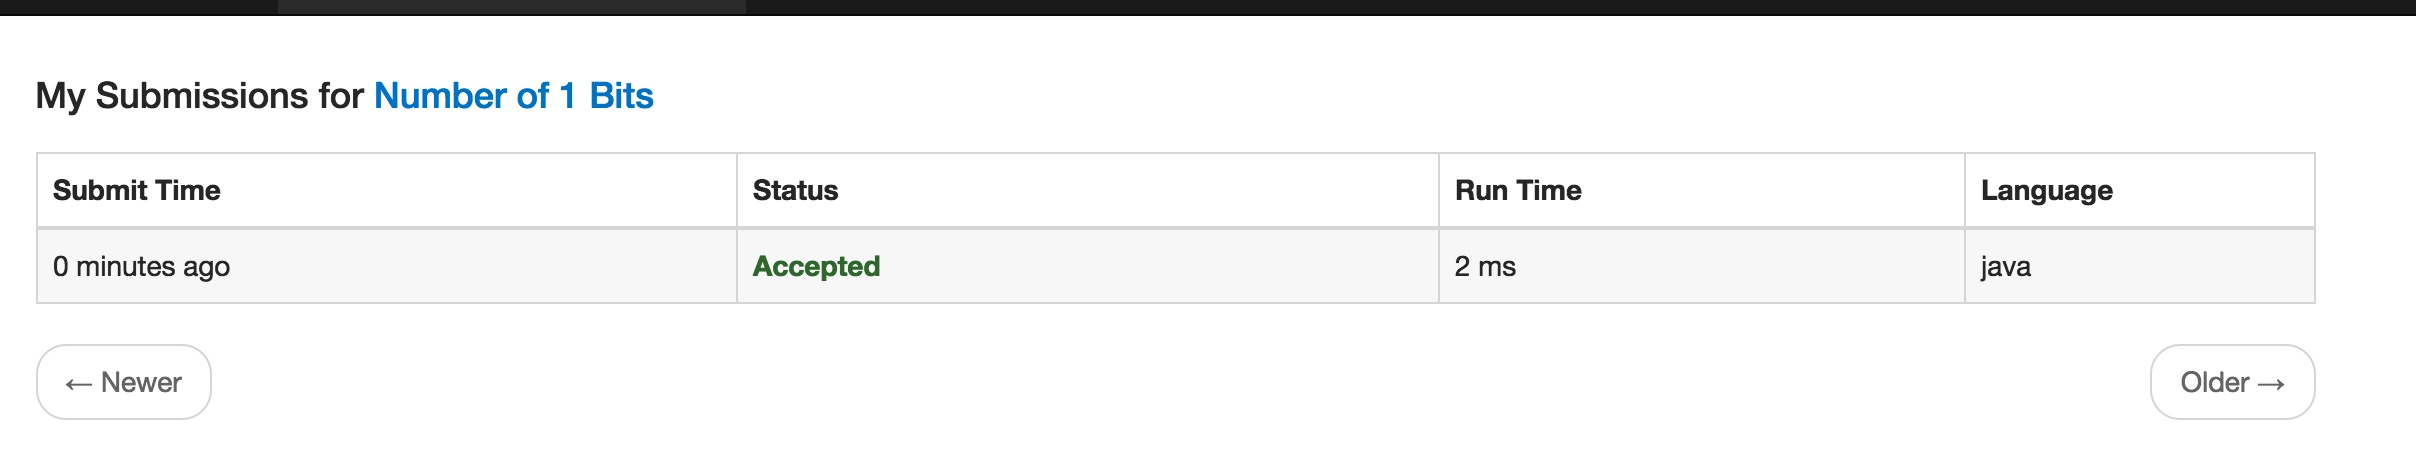 My Submissions for Number of 1 Bits
Submit Time Status Run Time Language
0 minutes ago Accepted 2 ms java
← Newer Older →